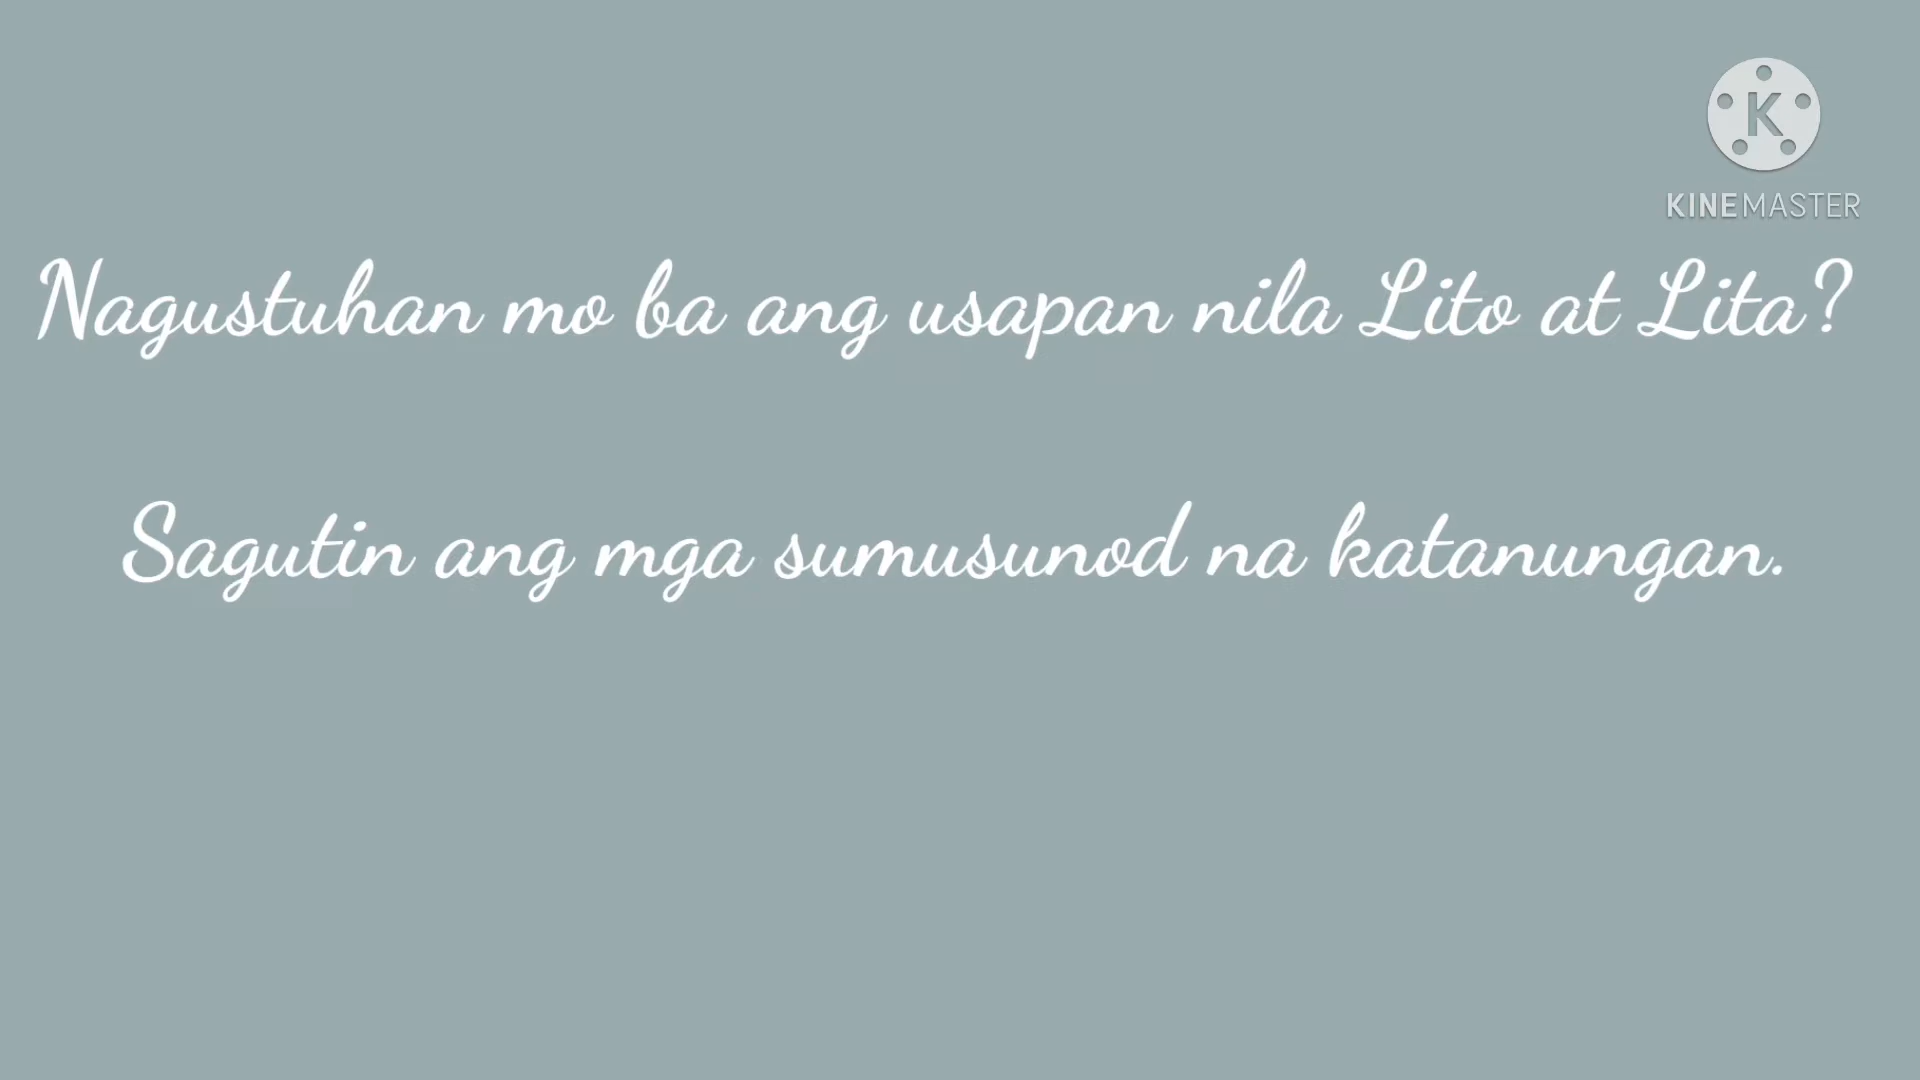 K
KINEMASTER
Nagustuhan mo ba ang usapan nila Lito at Lita?
Sagutin ang mga sumusunod na katanungan.